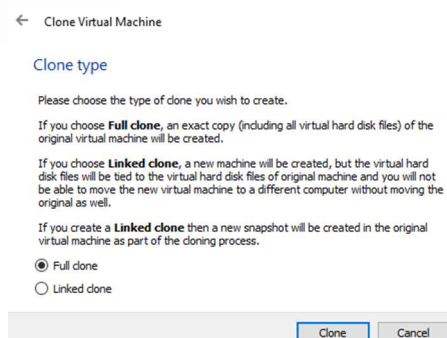 Clone Virtual Machine
Clone type
Please choose the type of clone you wish to create.
If you choose Full clone, an exact copy (including all virtual hard disk files) of the
original virtual machine will be created.
If you choose Linked clone, a new machine will be created, but the virtual hard
disk files will be tied to the virtual hard disk files of original machine and you will not
be able to move the new virtual machine to a different computer without moving the
original as well.
If you create a Linked clone then a new snapshot will be created in the original
virtual machine as part of the cloning process.
Full clone
Linked clone
Clone Cancel